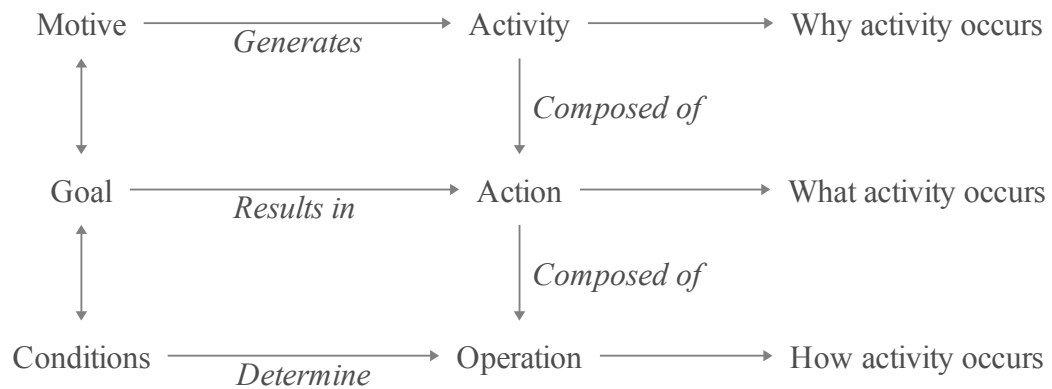 Motive
Generates
Activity
Why activity occurs
Composed of
Goal
Results in
Action
What activity occurs
Composed of
Conditions
Determine
Operation
How activity occurs